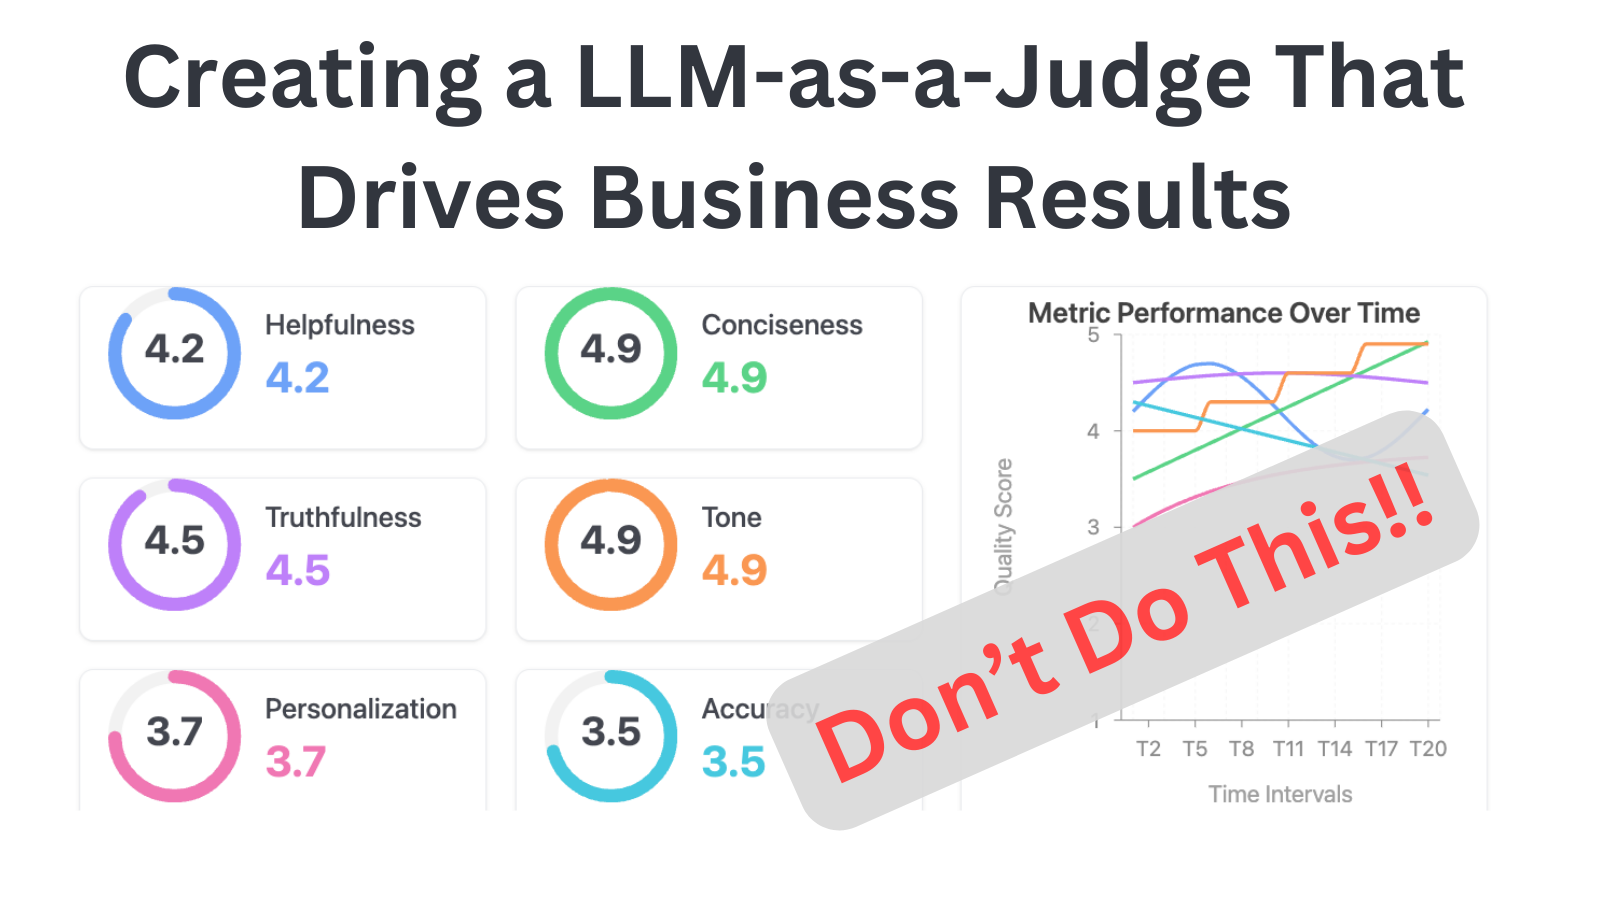 Creating a LLM-as-a-Judge That
Drives Business Results
4.2
Helpfulness
4.2
4.9
Conciseness
4.9
4.5
Truthfulness
4.5
4.9
Tone
4.9
3.7
Personalization
3.7
3.5
Accuracy
3.5
Metric Performance Over Time
5
4
3
2
1
Quality Score
T2 T5 T8 T11 T14 T17 T20
Time Intervals
Don't Do This!!